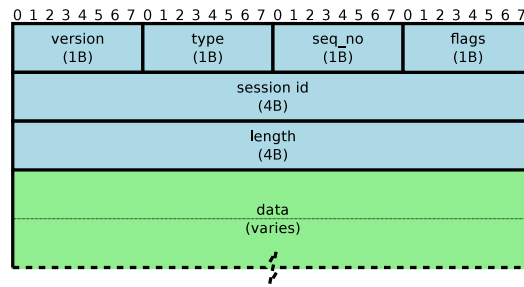 0 1 2 3 4 5 6 7 0 1 2 3 4 5 6 7 0 1 2 3 4 5 6 7 0 1 2 3 4 5 6 7
version type seq_no flags
(1B) (1B) (1B) (1B)
session id
(4B)
length
(4B)
data
(varies)